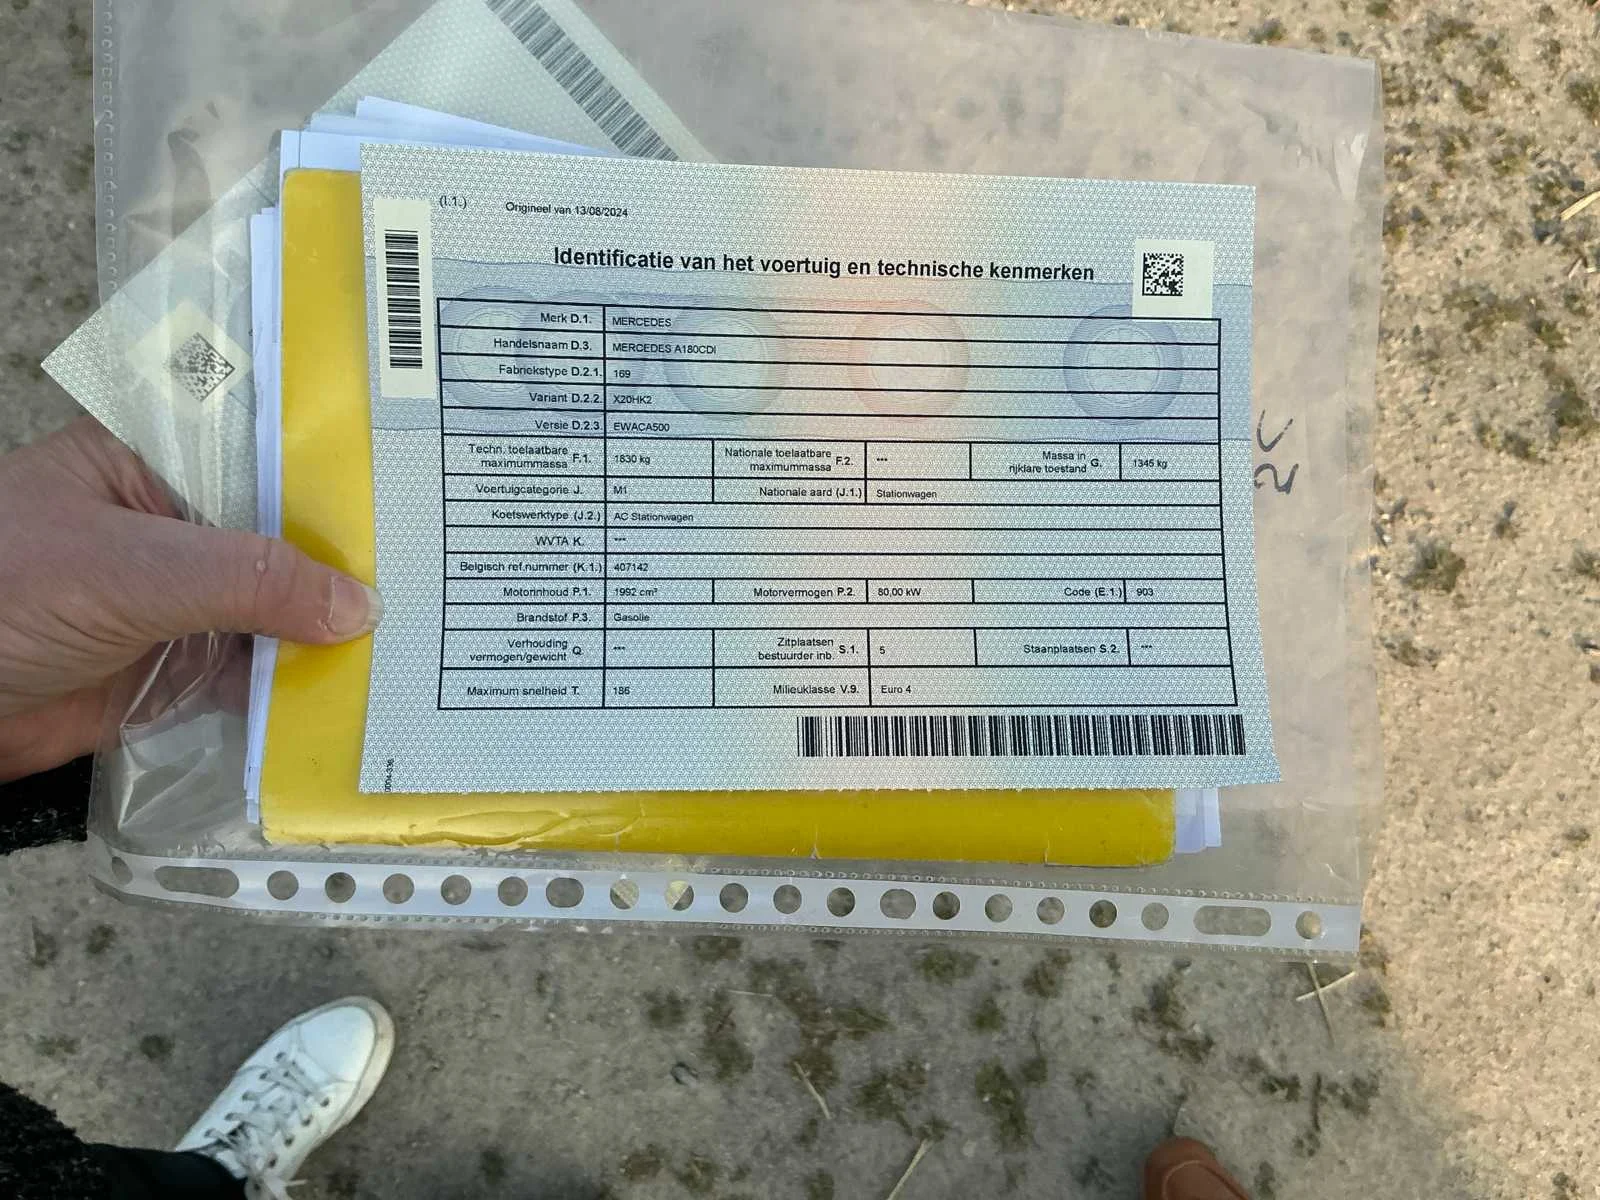 (I.1.) Origineel van 13/08/2024
Identificatie van het voertuig en technische kenmerken
Merk D.1. MERCEDES
Handelsnaam D.3. MERCEDES A180CDI
Fabriekstype D.2.1. 169
Variant D.2.2. X20HK2
Versie D.2.3. EWACA500
Techn. toelaatbare maximummassa F.1. 1830 kg Nationale toelaatbare maximummassa F.2. *** Massa in rijklare toestand G. 1345 kg
Voertuigcategorie J. M1 Nationale aard (J.1.) Stationwagen
Koetswerktype (J.2.) AC Stationwagen
WVTA K. ***
Belgisch ref.nummer (K.1.) 407142
Motorinhoud P.1. 1992 cm³ Motorvermogen P.2. 80,00 kW Code (E.1.) 903
Brandstof P.3. Gasolie
Verhouding vermogen/gewicht Q. *** Zitplaatsen bestuurder inb. S.1. 5 Staanplaatsen S.2. ***
Maximum snelheid T. 186 Milieuklasse V.9. Euro 4